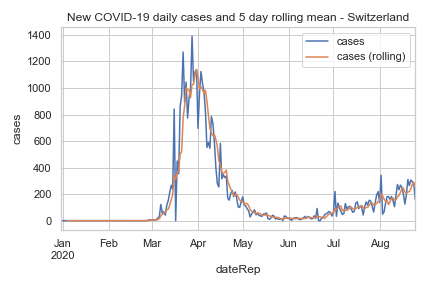 New COVID-19 daily cases and 5 day rolling mean - Switzerland
cases
cases (rolling)
1400
1200
1000
800
600
400
200
0
cases
Jan
2020
Feb
Mar
Apr
May
Jun
Jul
Aug
dateRep